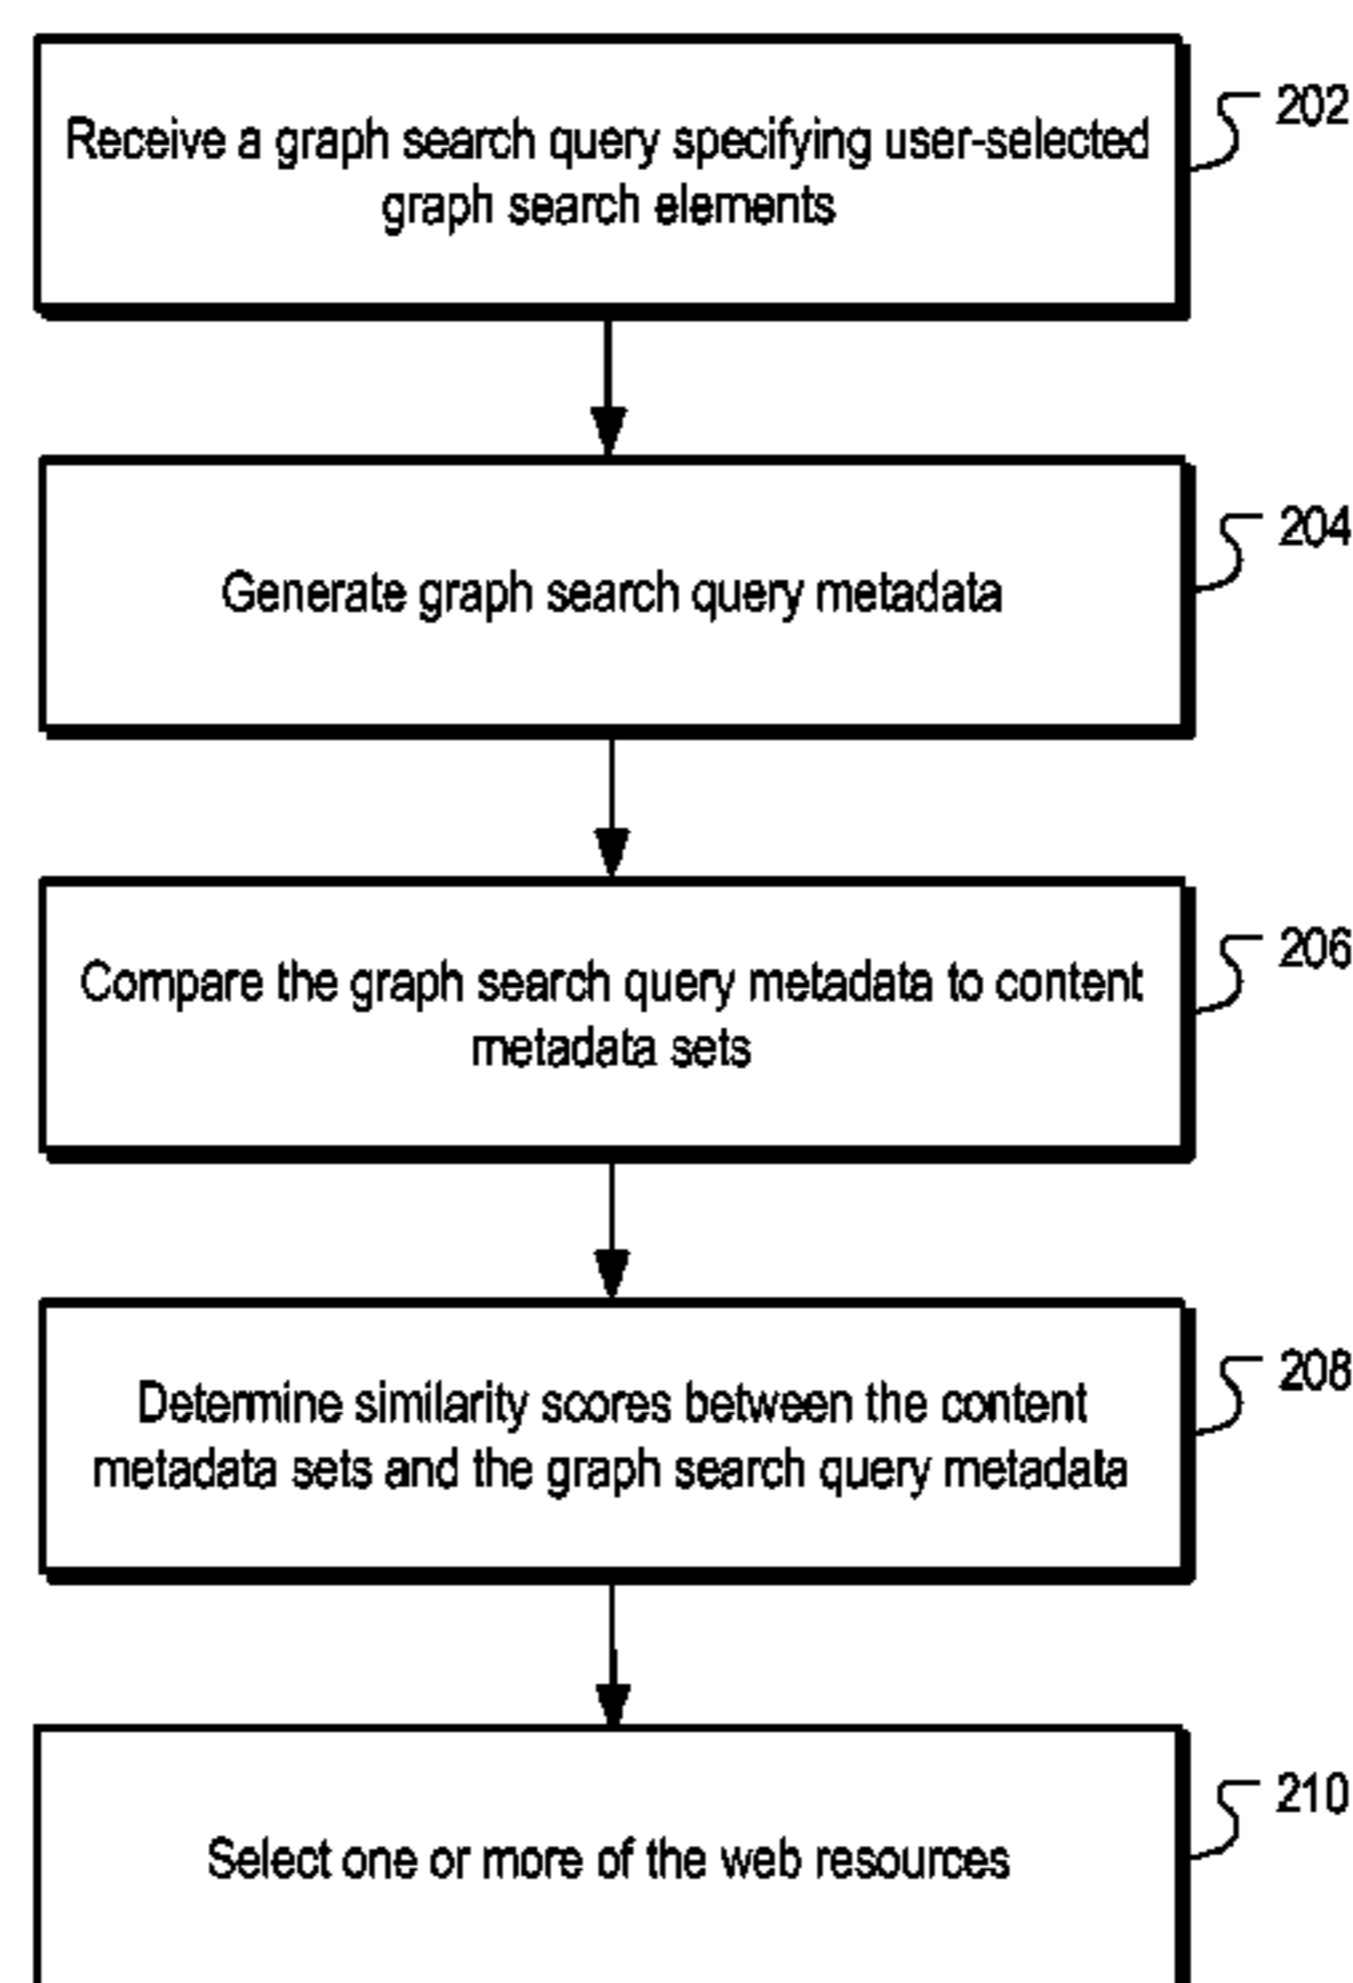 202
Receive a graph search query specifying user-selected
graph search elements
204
Generate graph search query metadata
206
Compare the graph search query metadata to content
metadata sets
208
Determine similarity scores between the content
metadata sets and the graph search query metadata
210
Select one or more of the web resources